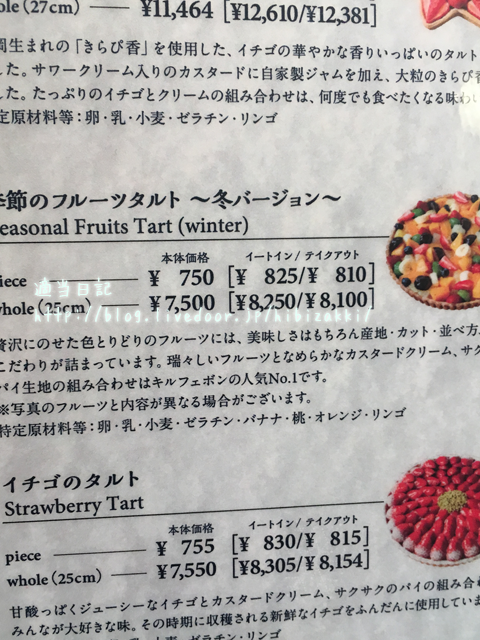 whole (27cm) ¥11,464 [¥12,610/¥12,381]
周生まれの「きらぴ香」を使用した、イチゴの華やかな香りいっぱいのタルト
した。サワークリーム入りのカスタードに自家製ジャムを加え、大粒のきらぴ香
した。たっぷりのイチゴとクリームの組み合わせは、何度でも食べたくなる味わい
定原材料等：卵・乳・小麦・ゼラチン・リンゴ
季節のフルーツタルト 〜冬バージョン〜
Seasonal Fruits Tart (winter)
本体価格 イートイン / テイクアウト
piece ¥ 750 [¥ 825/¥ 810]
whole (25cm) ¥7,500 [¥8,250/¥8,100]
適当日記
http://blog.livedoor.jp/hibizakki/
贅沢にのせた色とりどりのフルーツには、美味しさはもちろん産地・カット・並べ方
こだわりが詰まっています。瑞々しいフルーツとなめらかなカスタードクリーム、サク
パイ生地の組み合わせはキルフェボンの人気No.1です。
※写真のフルーツと内容が異なる場合がございます。
特定原材料等：卵・乳・小麦・ゼラチン・バナナ・桃・オレンジ・リンゴ
イチゴのタルト
Strawberry Tart
本体価格 イートイン / テイクアウト
piece ¥ 755 [¥ 830/¥ 815]
whole (25cm) ¥7,550 [¥8,305/¥8,154]
甘酸っぱくジューシーなイチゴとカスタードクリーム、サクサクのパイの組み合わ
みんなが大好きな味。その時期に収穫される新鮮なイチゴをふんだんに使用していま
乳・小麦・ゼラチン・リンゴ